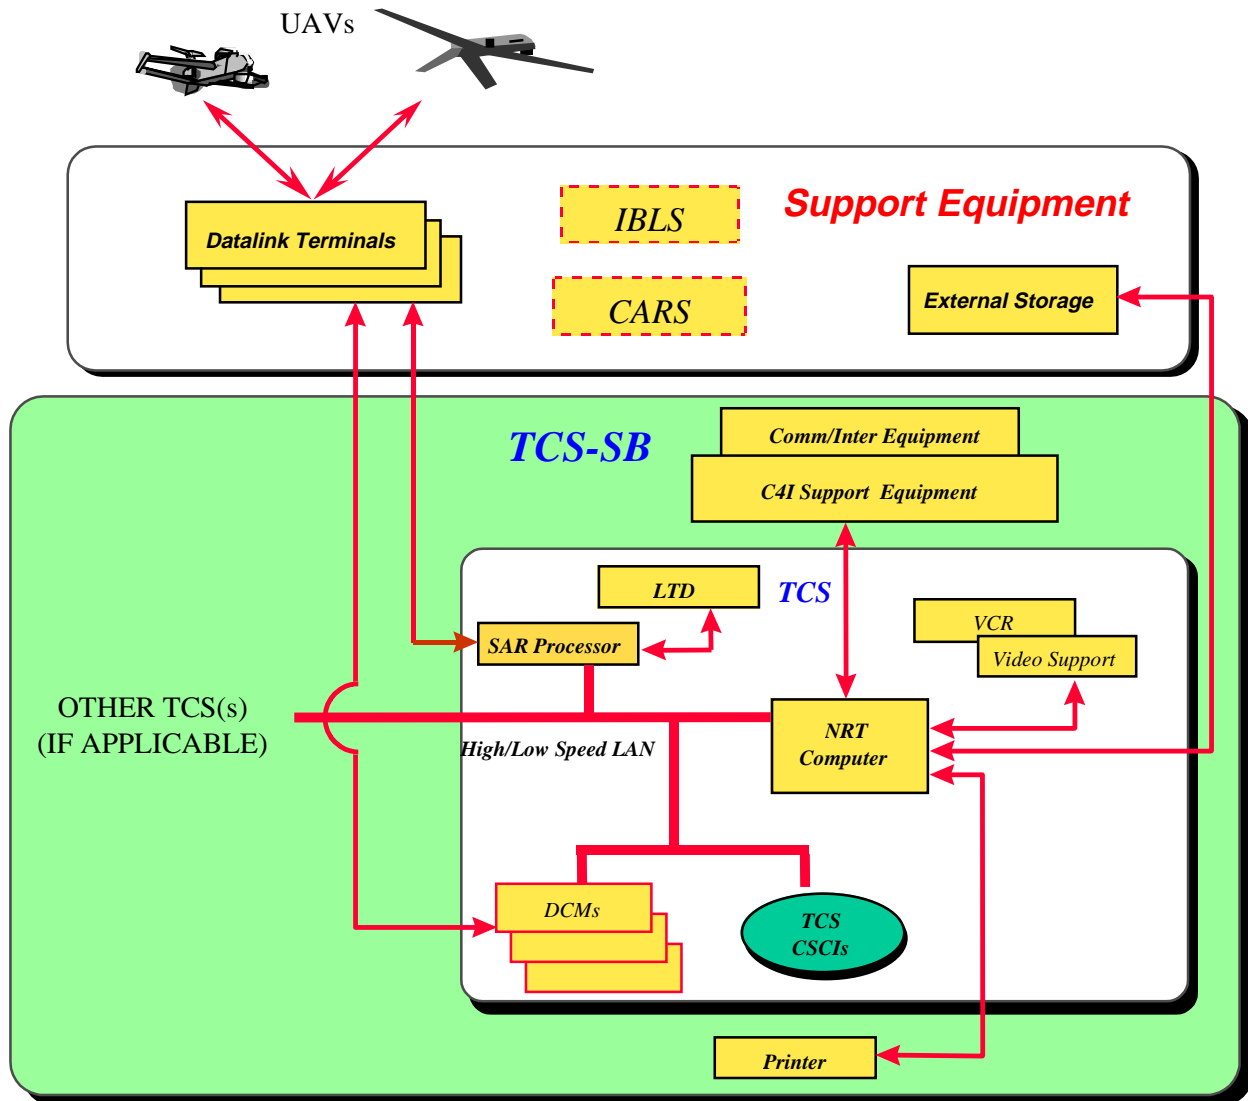 UAVs
Support Equipment
IBLS
Datalink Terminals
CARS
External Storage
TCS-SB
Comm/Inter Equipment
C4I Support Equipment
LTD
TCS
VCR
SAR Processor
Video Support
OTHER TCS(s)
(IF APPLICABLE)
NRT
Computer
High/Low Speed LAN
DCMs
TCS
CSCIs
Printer